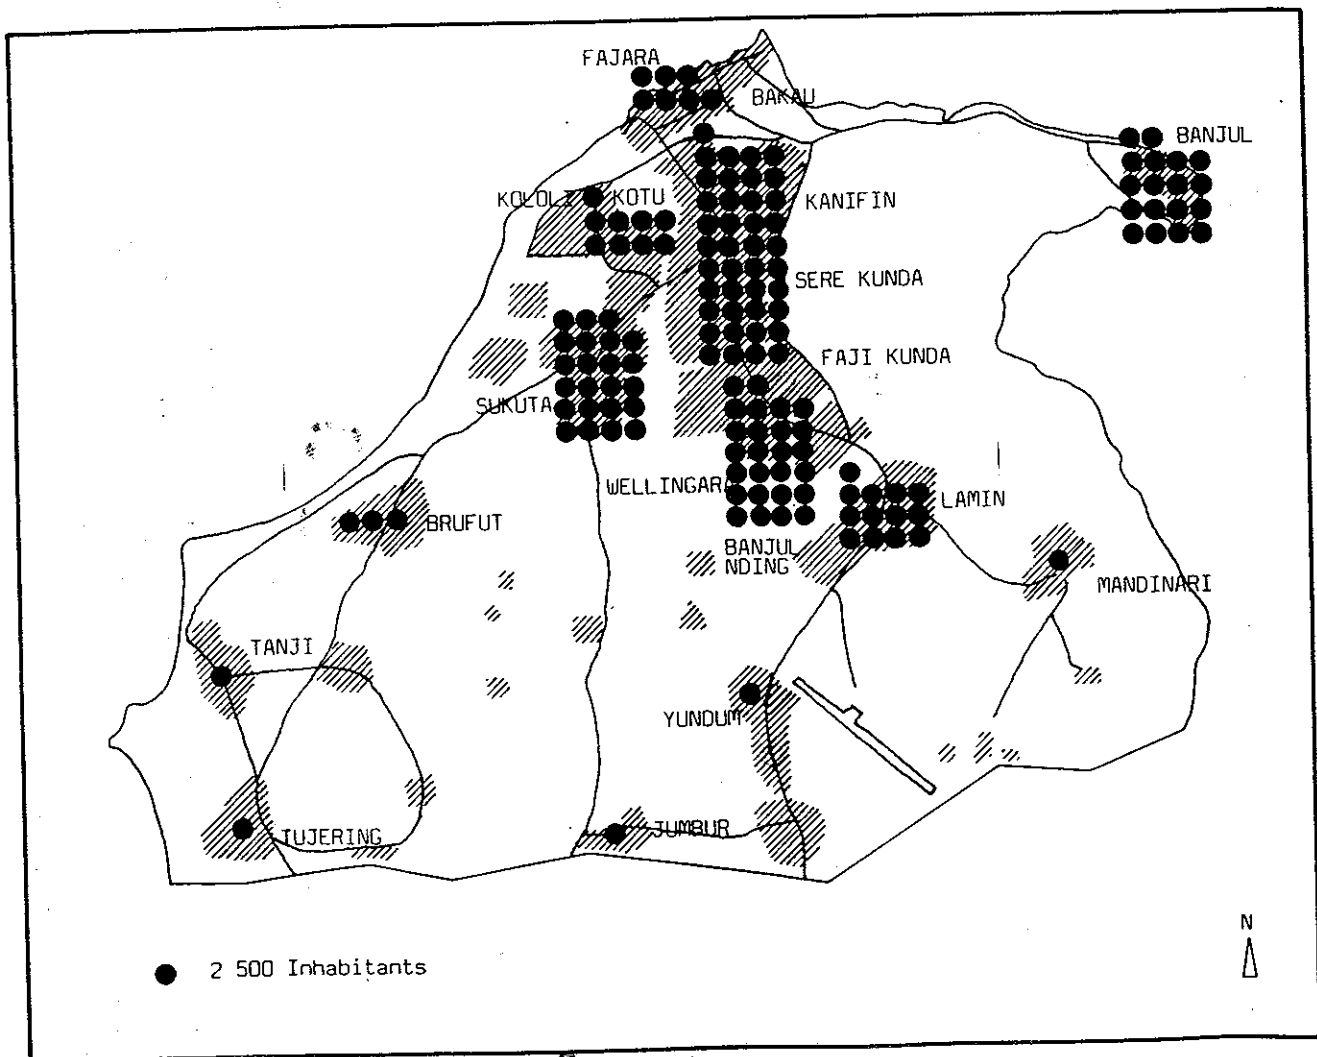 FAJARA
BAKAU
BANJUL
KOLOLI
KOTU
KANIFIN
SERE KUNDA
FAJI KUNDA
SUKUTA
WELLINGARA
LAMIN
BRUFUT
BANJUL
NDING
MANDINARI
TANJI
YUNDUM
TUJERING
JUMBUR
N
2 500 Inhabitants